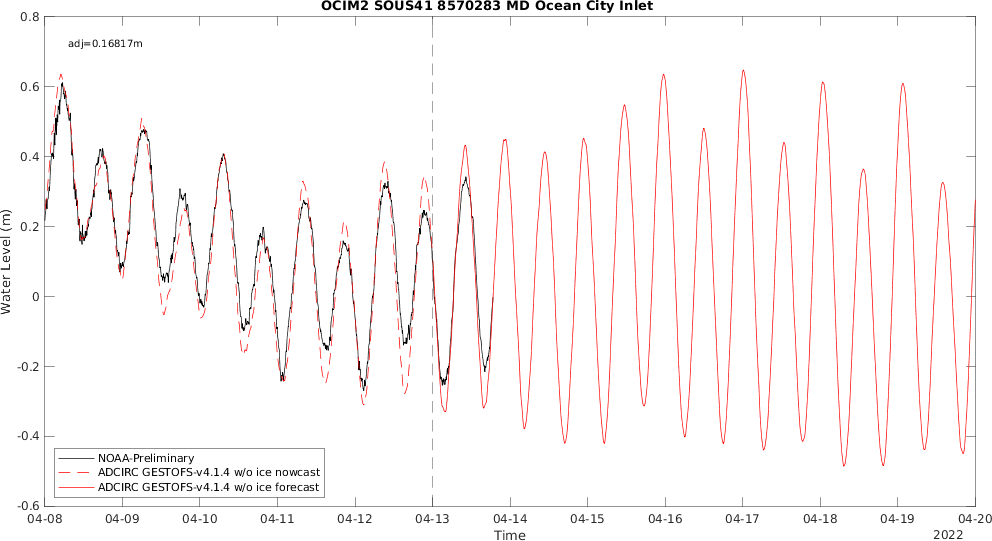 OCIM2 SOUS41 8570283 MD Ocean City Inlet
adj=0.16817m
0.8
0.6
0.4
0.2
0
-0.2
-0.4
-0.6
Water Level (m)
NOAA-Preliminary
ADCIRC GESTOFS-v4.1.4 w/o ice nowcast
ADCIRC GESTOFS-v4.1.4 w/o ice forecast
04-08 04-09 04-10 04-11 04-12 04-13 04-14 04-15 04-16 04-17 04-18 04-19 04-20
Time
2022